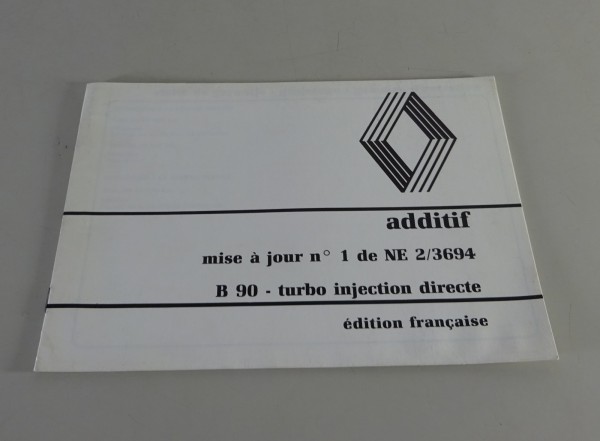 additif
mise à jour n° 1 de NE 2/3694
B 90 - turbo injection directe
édition française